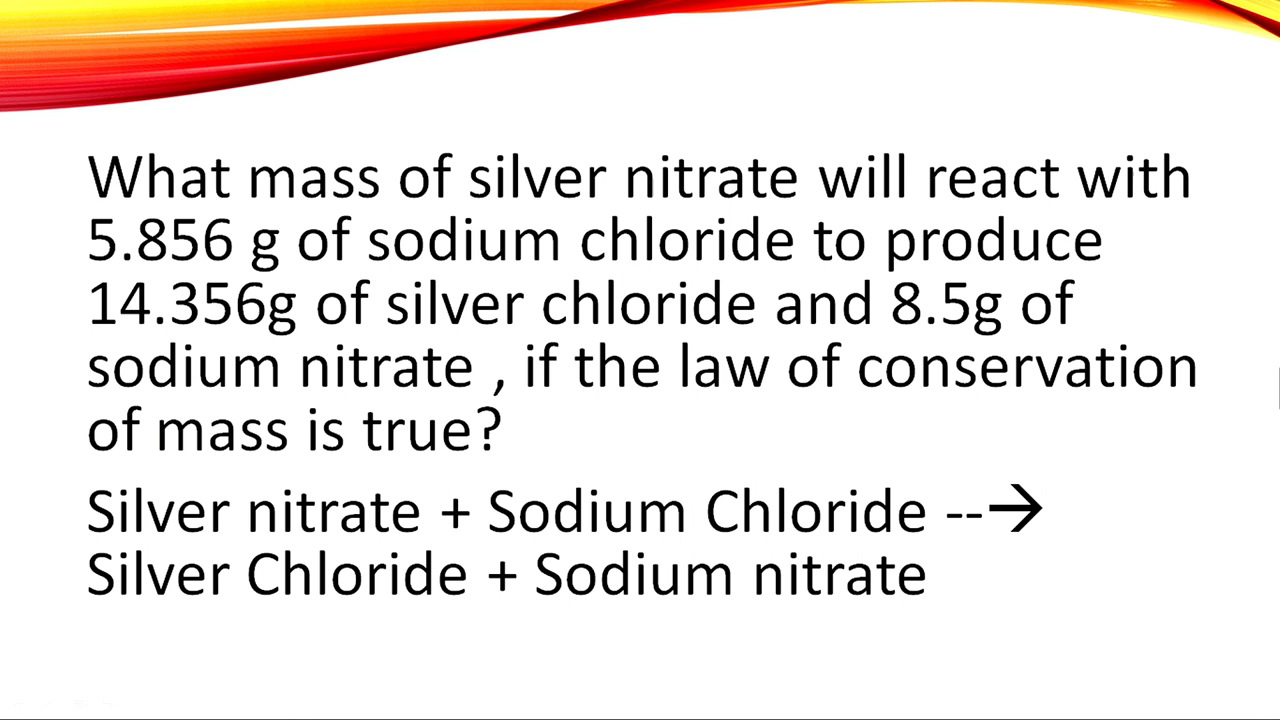 What mass of silver nitrate will react with
5.856 g of sodium chloride to produce
14.356g of silver chloride and 8.5g of
sodium nitrate , if the law of conservation
of mass is true?
Silver nitrate + Sodium Chloride --→
Silver Chloride + Sodium nitrate